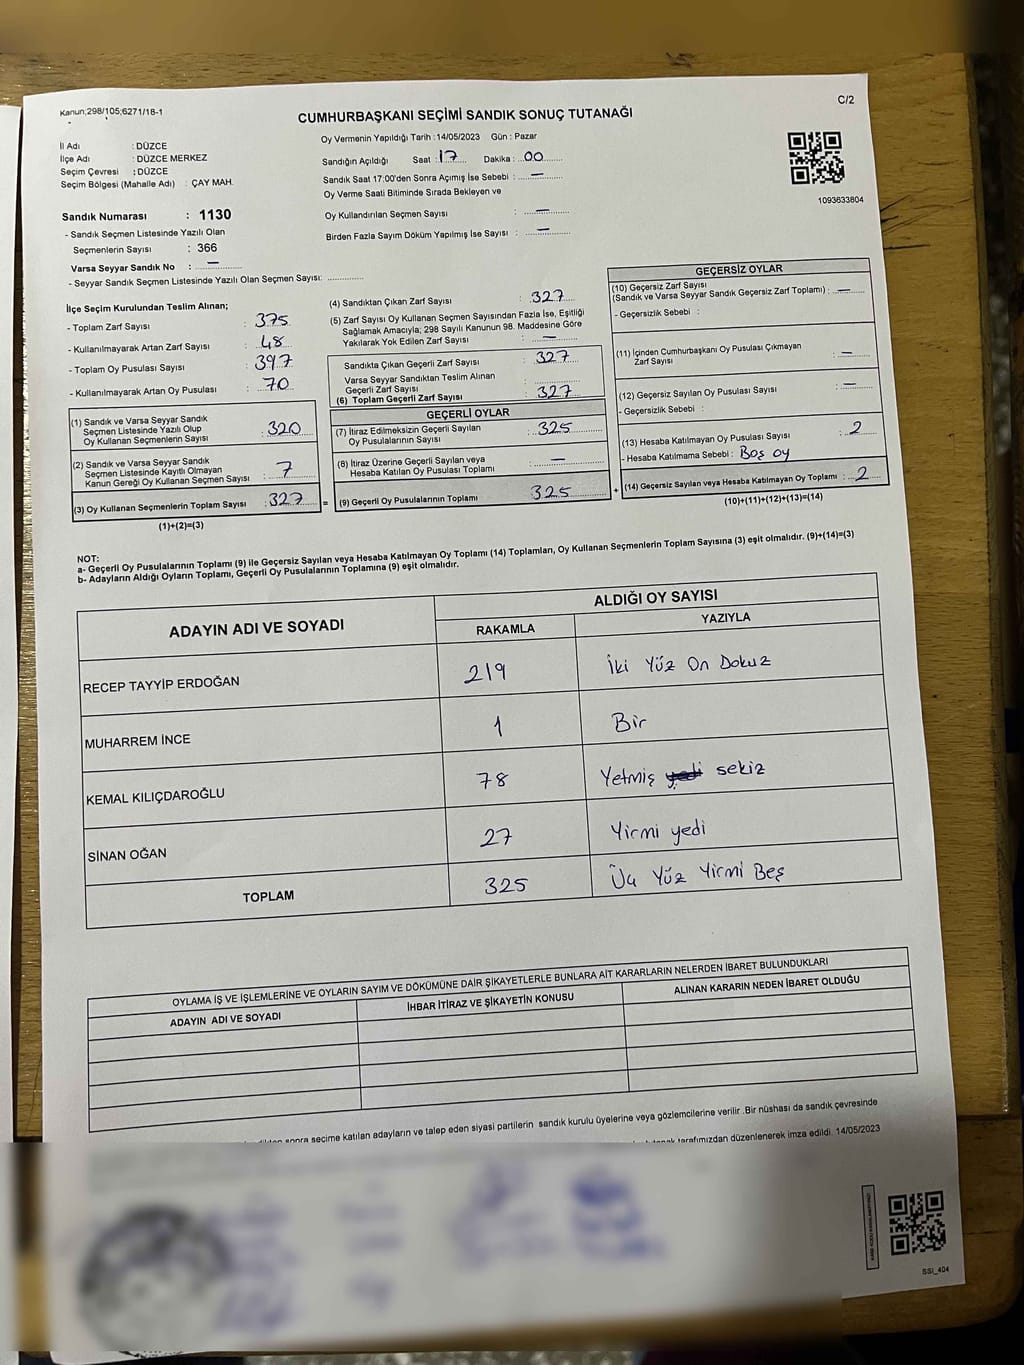 Kanun;298/105;6271/18-1
C/2
CUMHURBAŞKANI SEÇİMİ SANDIK SONUÇ TUTANAĞI
Oy Vermenin Yapıldığı Tarih :14/05/2023 Gün : Pazar
İl Adı : DÜZCE
İlçe Adı : DÜZCE MERKEZ
Seçim Çevresi : DÜZCE
Seçim Bölgesi (Mahalle Adı) : ÇAY MAH.
Sandığın Açıldığı Saat : 17 Dakika : 00
Sandık Saat 17:00'den Sonra Açımış İse Sebebi : —
Oy Verme Saati Bitiminde Sırada Bekleyen ve
Oy Kullandırılan Seçmen Sayısı : —
Birden Fazla Sayım Döküm Yapılmış İse Sayısı : —
1093633804
Sandık Numarası : 1130
- Sandık Seçmen Listesinde Yazılı Olan
Seçmenlerin Sayısı : 366
Varsa Seyyar Sandık No : —
- Seyyar Sandık Seçmen Listesinde Yazılı Olan Seçmen Sayısı:
İlçe Seçim Kurulundan Teslim Alınan;
- Toplam Zarf Sayısı : 375
- Kullanılmayarak Artan Zarf Sayısı : 48
- Toplam Oy Pusulası Sayısı : 397
- Kullanılmayarak Artan Oy Pusulası : 70
(1) Sandık ve Varsa Seyyar Sandık
Seçmen Listesinde Yazılı Olup
Oy Kullanan Seçmenlerin Sayısı : 320
(2) Sandık ve Varsa Seyyar Sandık
Seçmen Listesinde Kayıtlı Olmayan
Kanun Gereği Oy Kullanan Seçmen Sayısı : 7
(3) Oy Kullanan Seçmenlerin Toplam Sayısı : 327 =
(1)+(2)=(3)
(4) Sandıktan Çıkan Zarf Sayısı : 327
(5) Zarf Sayısı Oy Kullanan Seçmen Sayısından Fazla İse, Eşitliği
Sağlamak Amacıyla; 298 Sayılı Kanunun 98. Maddesine Göre
Yakılarak Yok Edilen Zarf Sayısı : —
Sandıkta Çıkan Geçerli Zarf Sayısı : 327
Varsa Seyyar Sandıktan Teslim Alınan
Geçerli Zarf Sayısı :
(6) Toplam Geçerli Zarf Sayısı : 327
GEÇERLİ OYLAR
(7) İtiraz Edilmeksizin Geçerli Sayılan
Oy Pusulalarının Sayısı : 325
(8) İtiraz Üzerine Geçerli Sayılan veya
Hesaba Katılan Oy Pusulası Toplamı : —
(9) Geçerli Oy Pusulalarının Toplamı : 325 +
GEÇERSİZ OYLAR
(10) Geçersiz Zarf Sayısı
(Sandık ve Varsa Seyyar Sandık Geçersiz Zarf Toplamı) : —
- Geçersizlik Sebebi :
(11) İçinden Cumhurbaşkanı Oy Pusulası Çıkmayan
Zarf Sayısı : —
(12) Geçersiz Sayılan Oy Pusulası Sayısı : —
- Geçersizlik Sebebi :
(13) Hesaba Katılmayan Oy Pusulası Sayısı : 2
- Hesaba Katılmama Sebebi : Boş oy
(14) Geçersiz Sayılan veya Hesaba Katılmayan Oy Toplamı : 2
(10)+(11)+(12)+(13)=(14)
NOT:
a- Geçerli Oy Pusulalarının Toplamı (9) ile Geçersiz Sayılan veya Hesaba Katılmayan Oy Toplamı (14) Toplamları, Oy Kullanan Seçmenlerin Toplam Sayısına (3) eşit olmalıdır. (9)+(14)=(3)
b- Adayların Aldığı Oyların Toplamı, Geçerli Oy Pusulalarının Toplamına (9) eşit olmalıdır.
ADAYIN ADI VE SOYADI
ALDIĞI OY SAYISI
RAKAMLA YAZIYLA
RECEP TAYYİP ERDOĞAN 219 İki Yüz On Dokuz
MUHARREM İNCE 1 Bir
KEMAL KILIÇDAROĞLU 78 Yetmiş yedi sekiz
SİNAN OĞAN 27 Yirmi yedi
TOPLAM 325 Üç Yüz Yirmi Beş
OYLAMA İŞ VE İŞLEMLERİNE VE OYLARIN SAYIM VE DÖKÜMÜNE DAİR ŞİKAYETLERLE BUNLARA AİT KARARLARIN NELERDEN İBARET BULUNDUKLARI
ADAYIN ADI VE SOYADI İHBAR İTİRAZ VE ŞİKAYETİN KONUSU ALINAN KARARIN NEDEN İBARET OLDUĞU
sonra seçime katılan adayların ve talep eden siyasi partilerin sandık kurulu üyelerine veya gözlemcilerine verilir .Bir nüshası da sandık çevresinde
tarafımızdan düzenlenerek imza edildi. 14/05/2023
SSI_404